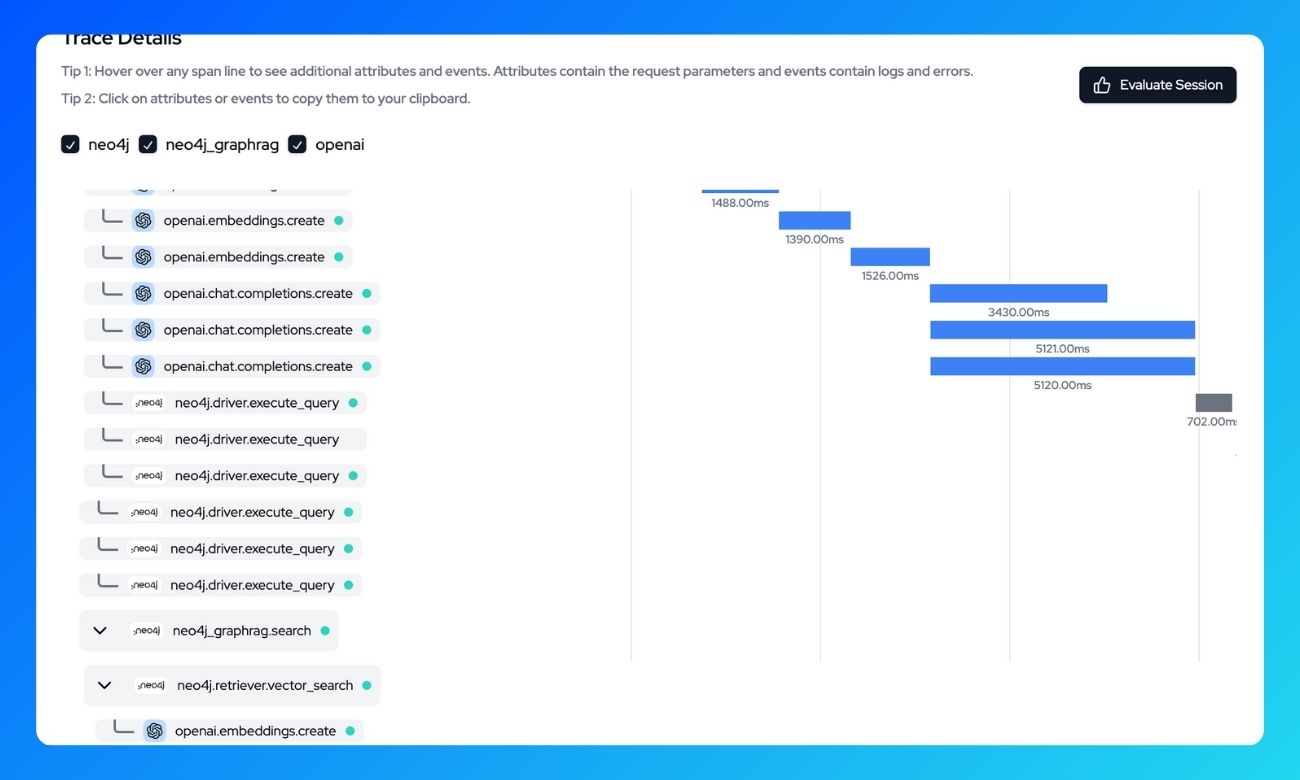 Trace Details
Tip 1: Hover over any span line to see additional attributes and events. Attributes contain the request parameters and events contain logs and errors.
Tip 2: Click on attributes or events to copy them to your clipboard.
Evaluate Session
neo4j neo4j_graphrag openai
1488.00ms
openai.embeddings.create
1390.00ms
openai.embeddings.create
1526.00ms
openai.chat.completions.create
3430.00ms
openai.chat.completions.create
5121.00ms
openai.chat.completions.create
5120.00ms
neo4j neo4j.driver.execute_query
702.00ms
neo4j neo4j.driver.execute_query
neo4j neo4j.driver.execute_query
neo4j neo4j.driver.execute_query
neo4j neo4j.driver.execute_query
neo4j neo4j.driver.execute_query
neo4j neo4j_graphrag.search
neo4j neo4j.retriever.vector_search
openai.embeddings.create